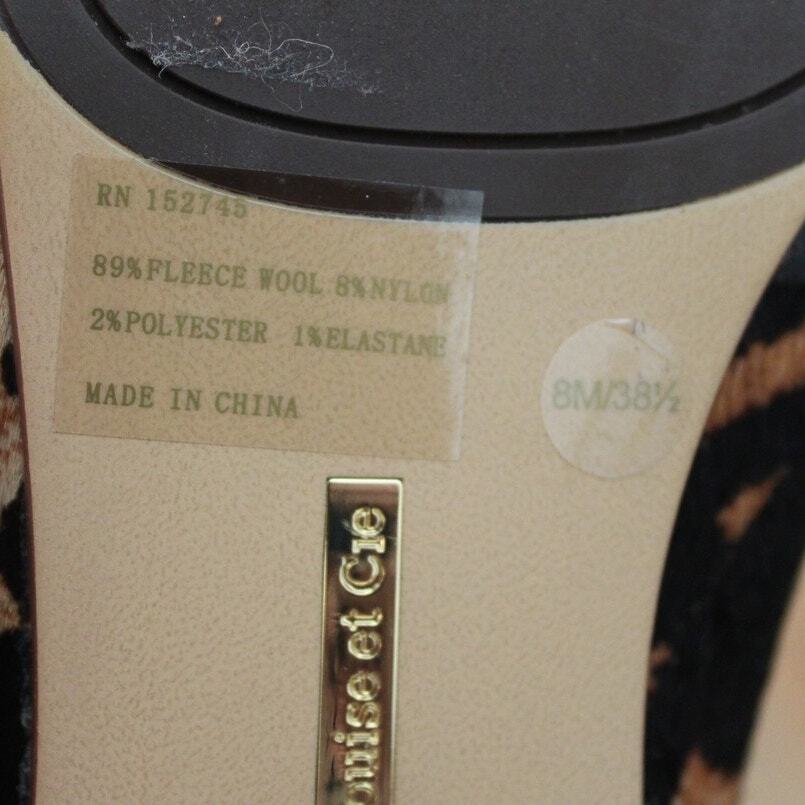 RN 152745
89%FLEECE WOOL 8%NYLON
2%POLYESTER 1%ELASTANE
MADE IN CHINA
8M/38½
ouise et Cie